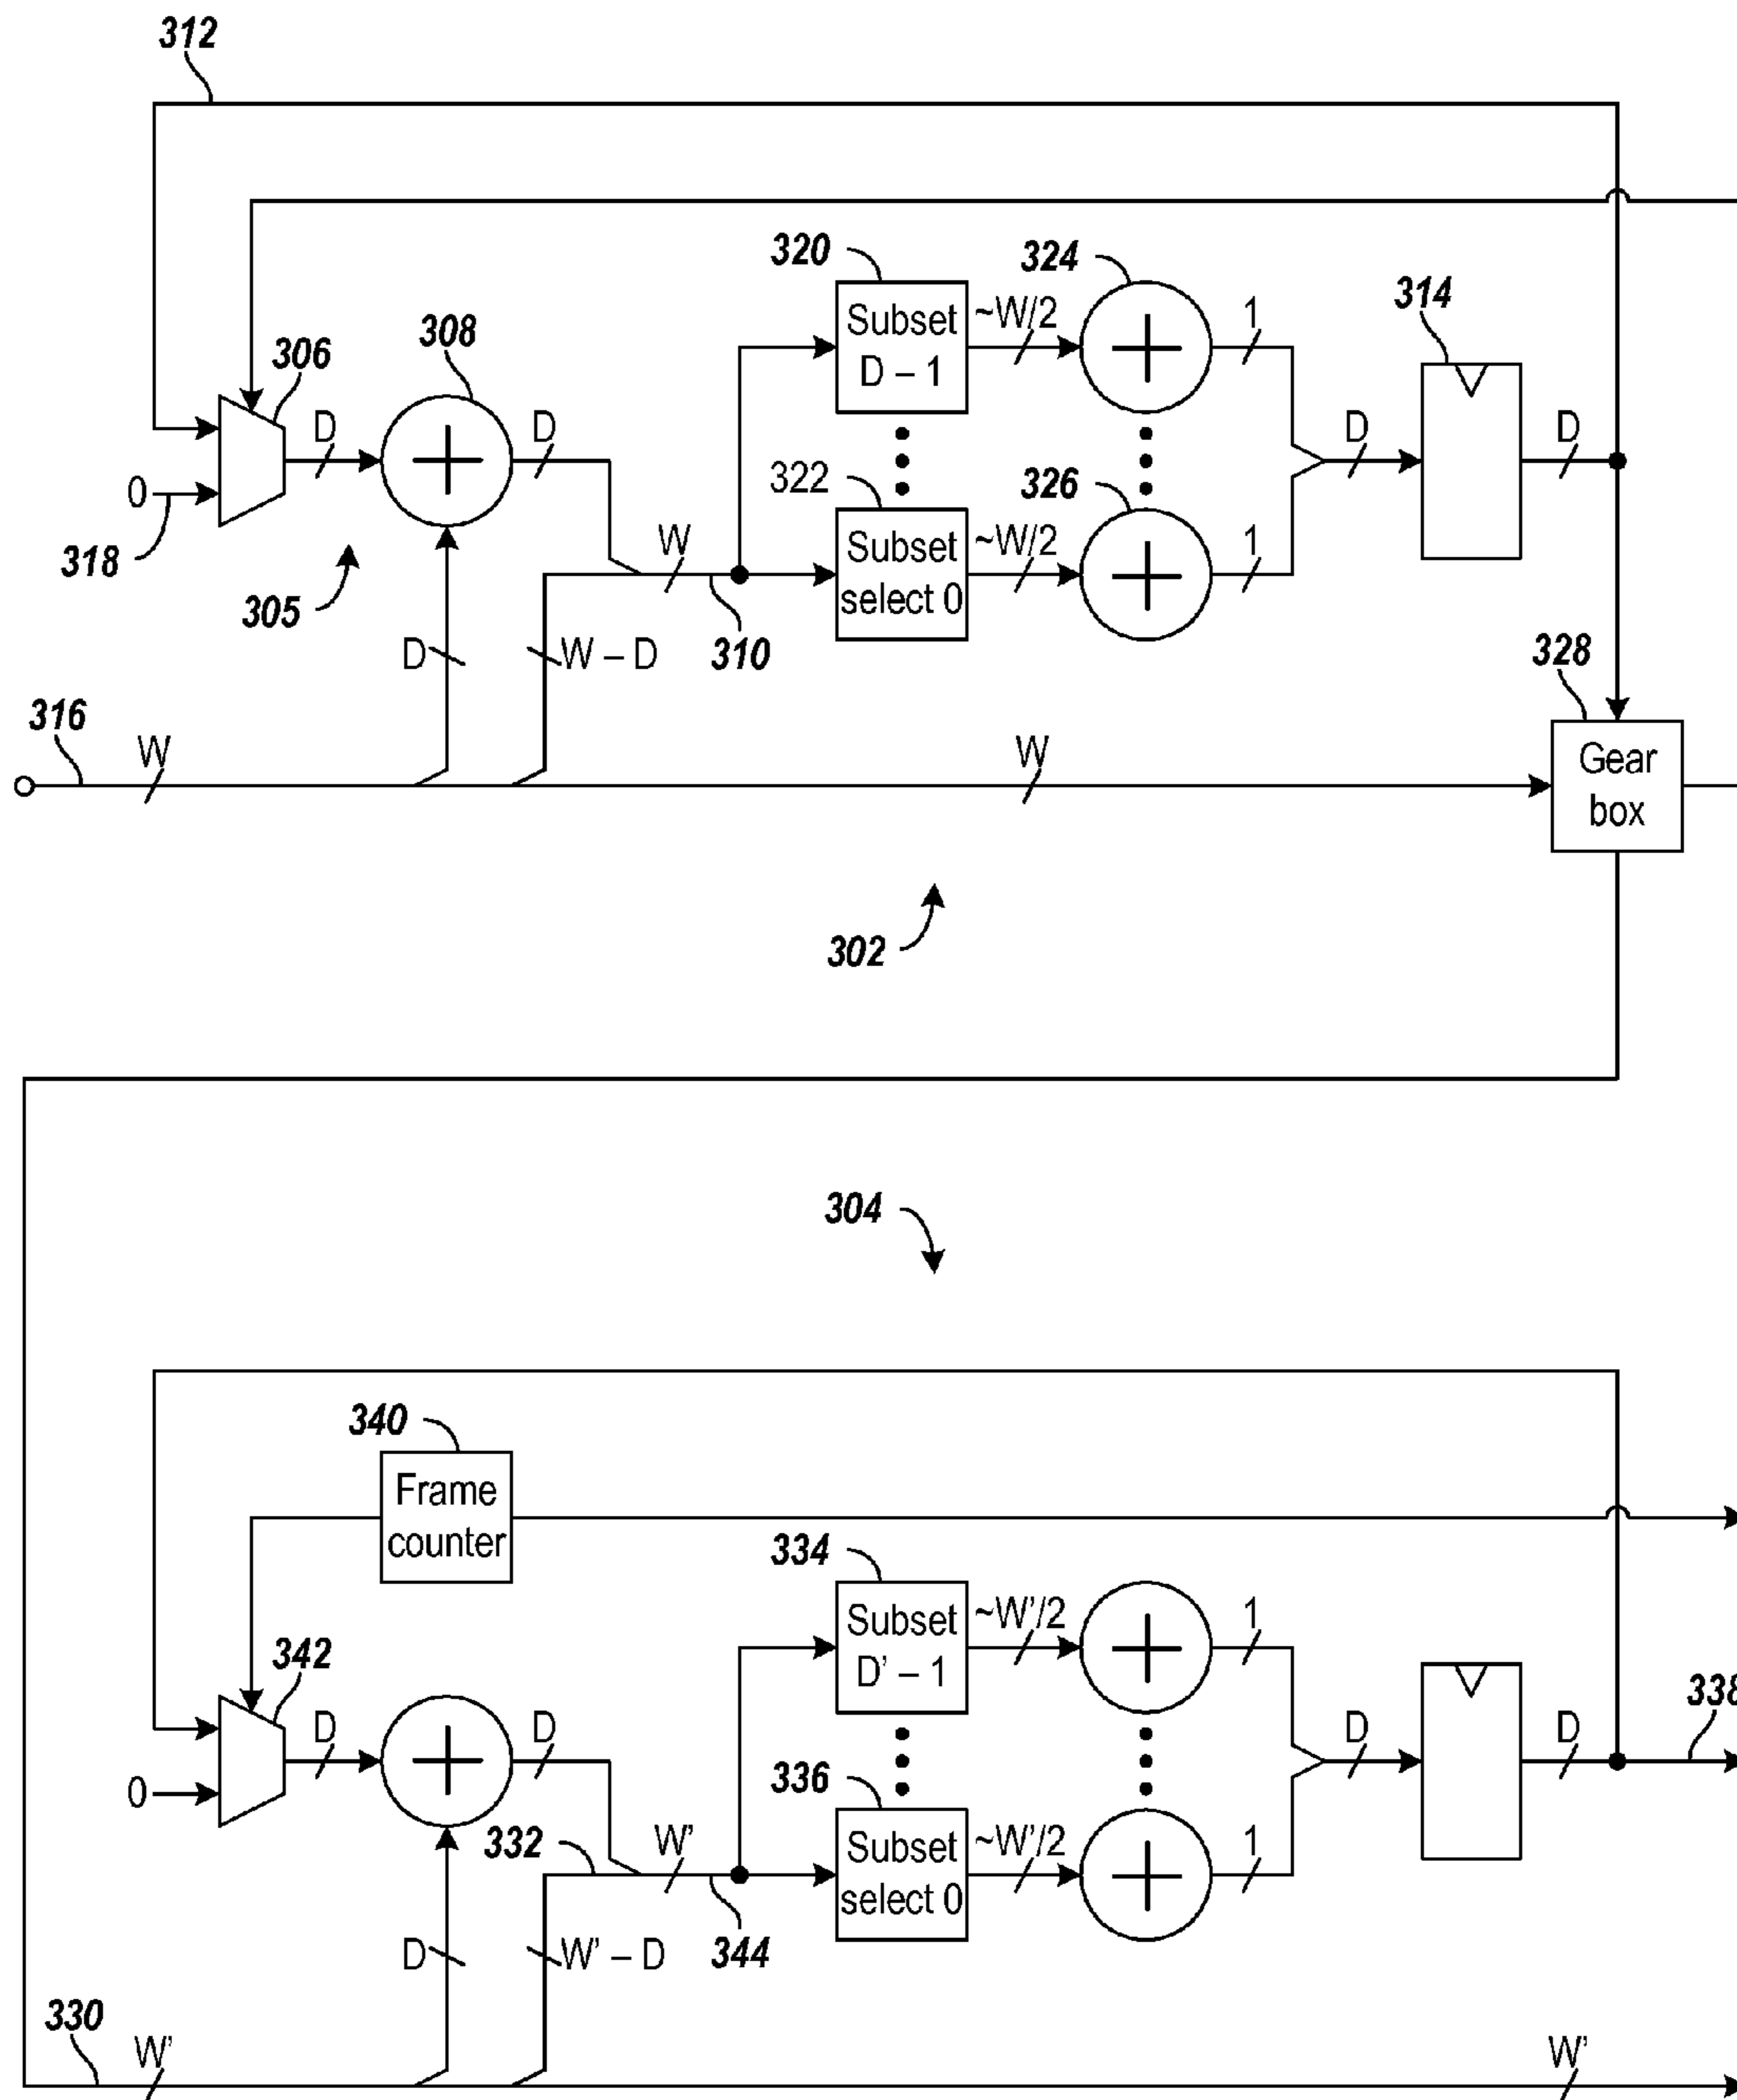 312
320
324
314
308
306
Subset
D – 1
~W/2
1
D
D
D
D
0
318
305
322
326
Subset
select 0
~W/2
1
W
310
D
W – D
328
316
W
W
Gear
box
302
304
340
Frame
counter
334
342
Subset
D' – 1
~W'/2
1
338
D
D
D
D
0
336
332
W'
Subset
select 0
~W'/2
1
D
W' – D
344
330
W'
W'